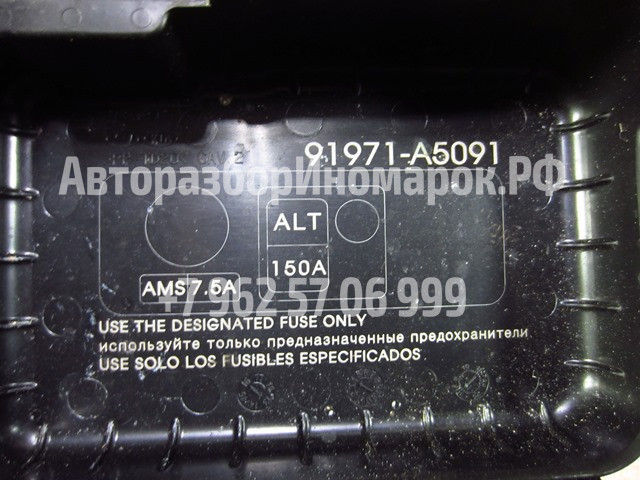 91971-A5091
АвторазборИномарок.РФ
ALT
150A
AMS7.5A
+7 962 57 06 999
USE THE DESIGNATED FUSE ONLY
используйте только предназначенные предохранители
USE SOLO LOS FUSIBLES ESPECIFICADOS